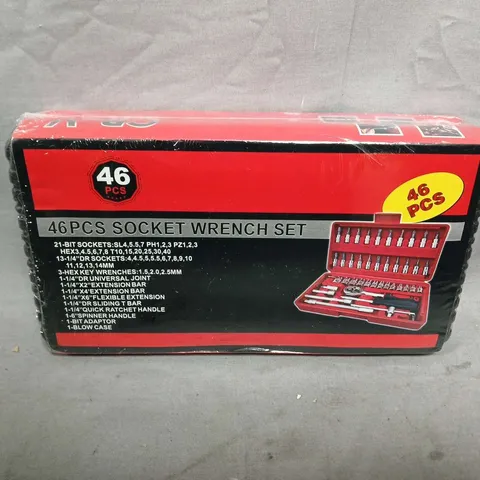 46
PCS
46
PCS
46PCS SOCKET WRENCH SET
21-BIT SOCKETS:SL4,5.5,7 PH1,2,3 PZ1,2,3
HEX3,4,5,6,7,8 T10,15,20,25,30,40
13-1/4"DR SOCKETS:4,4.5,5,5.5,6,7,8,9,10
11,12,13,14MM
3-HEX KEY WRENCHES:1.5,2.0,2.5MM
1-1/4"DR UNIVERSAL JOINT
1-1/4"X2"EXTENSION BAR
1-1/4"X4"EXTENSION BAR
1-1/4"X6"FLEXIBLE EXTENSION
1-1/4"DR SLIDING T BAR
1-1/4"QUICK RATCHET HANDLE
1-6"SPINNER HANDLE
1-BIT ADAPTOR
1-BLOW CASE